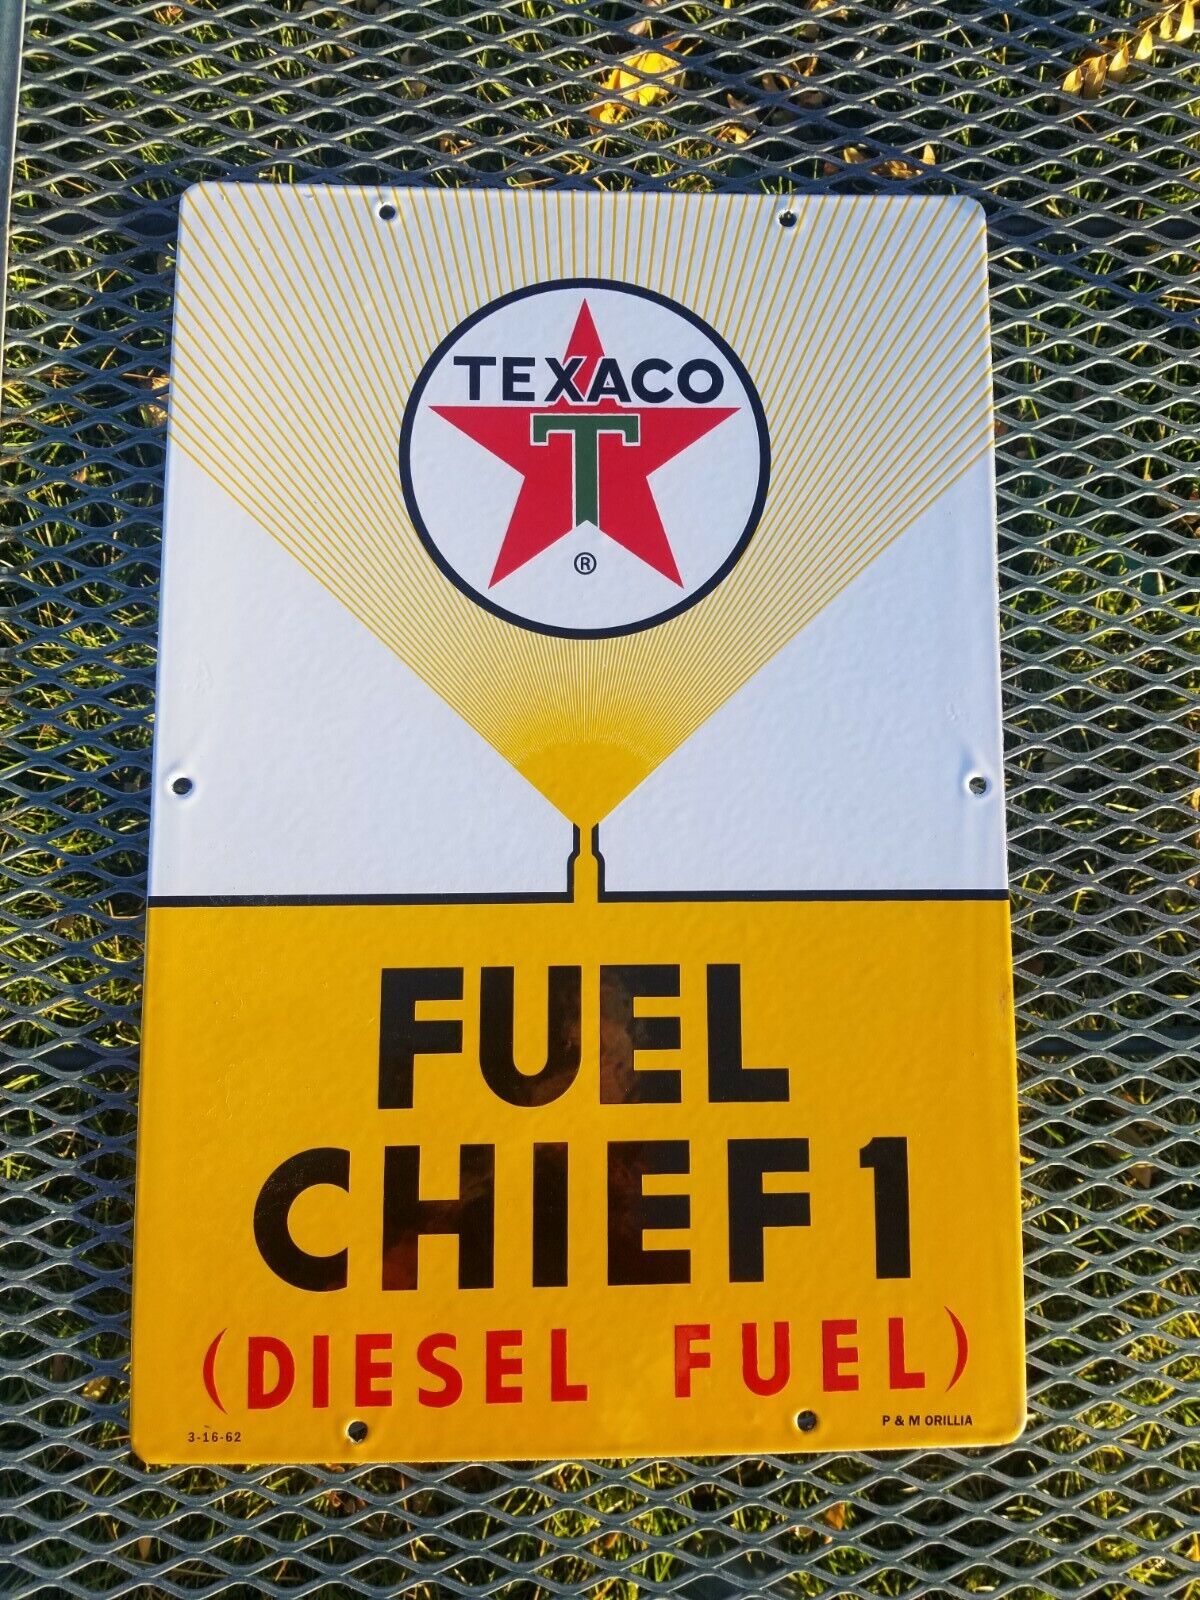 TEXACO
T
®
FUEL
CHIEF 1
(DIESEL FUEL)
3-16-62
P & M ORILLIA